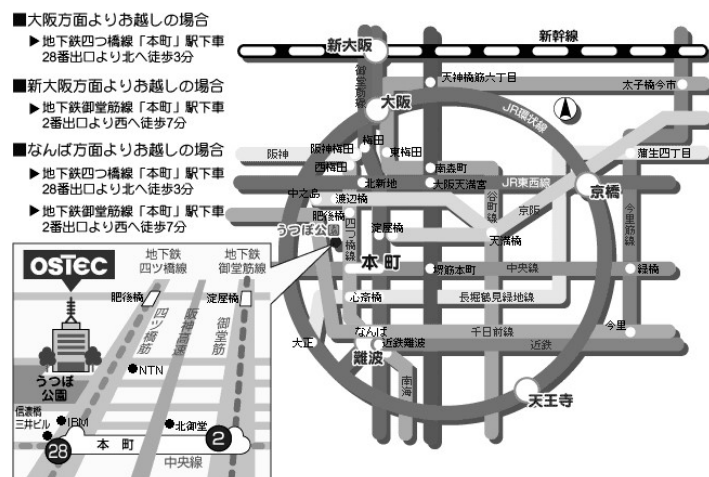 ■大阪方面よりお越しの場合
▶地下鉄四つ橋線「本町」駅下車
28番出口より北へ徒歩3分
■新大阪方面よりお越しの場合
▶地下鉄御堂筋線「本町」駅下車
2番出口より西へ徒歩7分
■なんば方面よりお越しの場合
▶地下鉄四つ橋線「本町」駅下車
28番出口より北へ徒歩3分
▶地下鉄御堂筋線「本町」駅下車
2番出口より西へ徒歩7分
新大阪
新幹線
御堂筋線
天神橋筋六丁目
太子橋今市
大阪
JR環状線
梅田
阪神
阪神梅田
東梅田
西梅田
南森町
蒲生四丁目
北新地
大阪天満宮
JR東西線
京橋
中之島
渡辺橋
谷町線
京阪
今里筋線
肥後橋
うつぼ公園
四つ橋線
淀屋橋
天満橋
本町
堺筋本町
中央線
緑橋
心斎橋
長堀鶴見緑地線
なんば
千日前線
今里
大正
近鉄難波
近鉄
難波
南海
天王寺
OSTEC
地下鉄
四ツ橋線
地下鉄
御堂筋線
肥後橋
淀屋橋
四ツ橋筋
阪神高速
御堂筋
うつぼ
公園
NTN
信濃橋
三井ビル
IBM
北御堂
28
本町
2
中央線